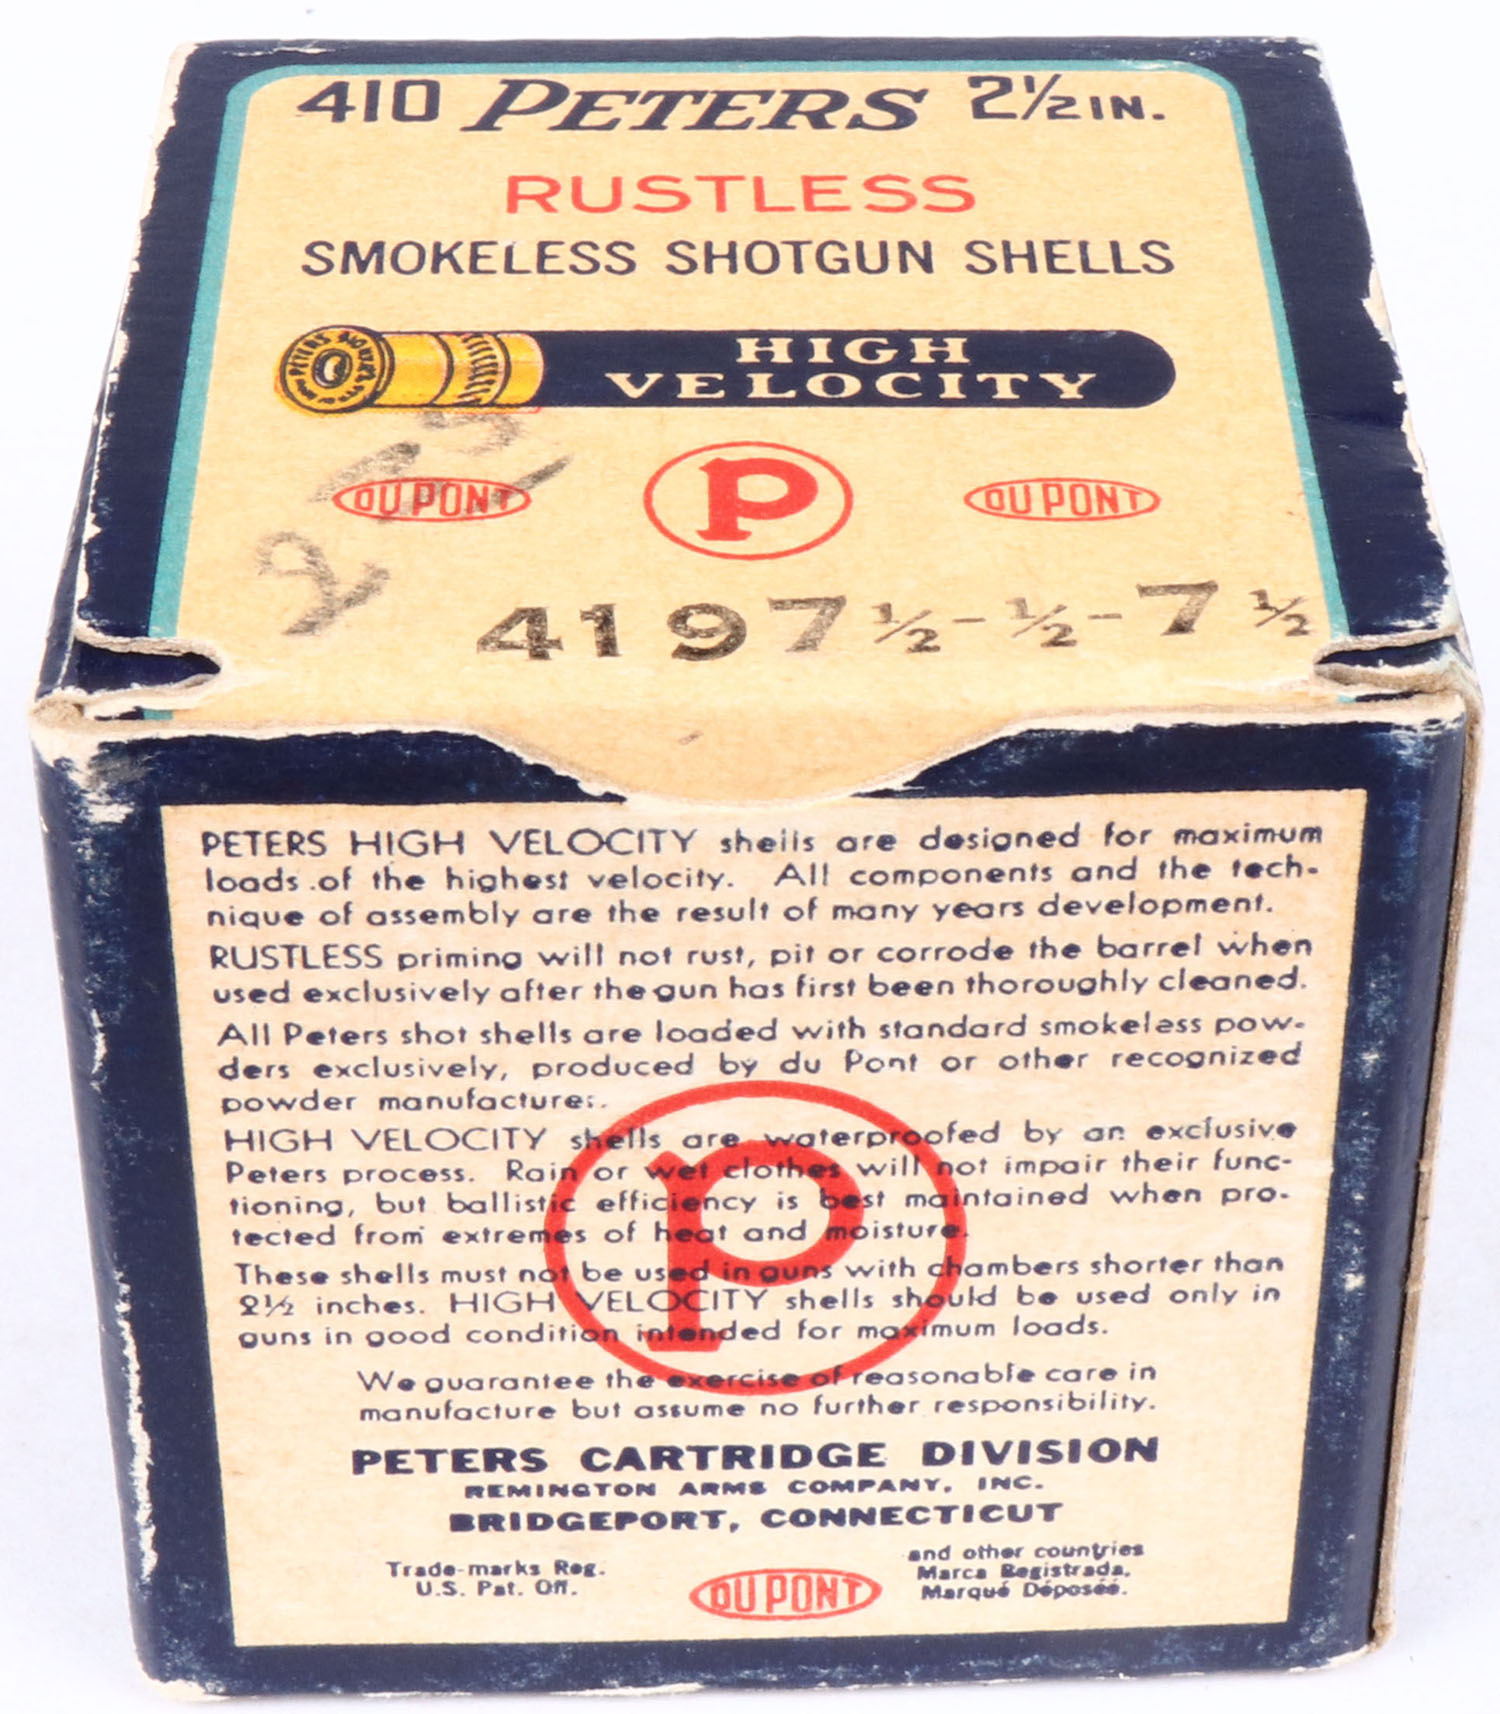 410 PETERS 2½ IN.
RUSTLESS
SMOKELESS SHOTGUN SHELLS
PETERS 410
HIGH
VELOCITY
DU PONT P DU PONT
4197½-½-7½
PETERS HIGH VELOCITY shells are designed for maximum
loads of the highest velocity. All components and the tech-
nique of assembly are the result of many years development.
RUSTLESS priming will not rust, pit or corrode the barrel when
used exclusively after the gun has first been thoroughly cleaned.
All Peters shot shells are loaded with standard smokeless pow-
ders exclusively, produced by du Pont or other recognized
powder manufacturer.
HIGH VELOCITY shells are waterproofed by an exclusive
Peters process. Rain or wet clothes will not impair their func-
tioning, but ballistic efficiency is best maintained when pro-
tected from extremes of heat and moisture.
These shells must not be used in guns with chambers shorter than
2½ inches. HIGH VELOCITY shells should be used only in
guns in good condition intended for maximum loads.
P
We guarantee the exercise of reasonable care in
manufacture but assume no further responsibility.
PETERS CARTRIDGE DIVISION
REMINGTON ARMS COMPANY, INC.
BRIDGEPORT, CONNECTICUT
Trade-marks Reg.
U.S. Pat. Off.
DU PONT
and other countries
Marca Registrada,
Marqué Déposée.